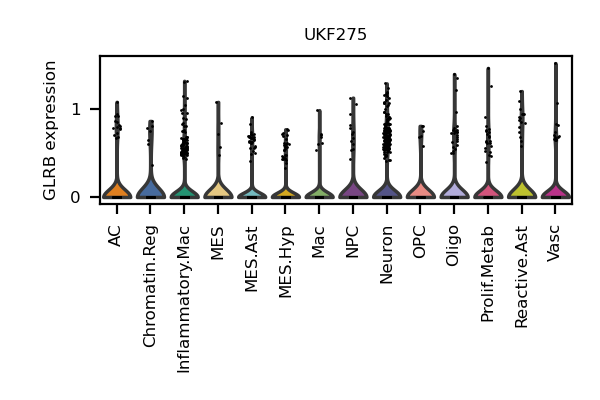 UKF275
GLRB expression
1
0
AC
Chromatin.Reg
Inflammatory.Mac
MES
MES.Ast
MES.Hyp
Mac
NPC
Neuron
OPC
Oligo
Prolif.Metab
Reactive.Ast
Vasc